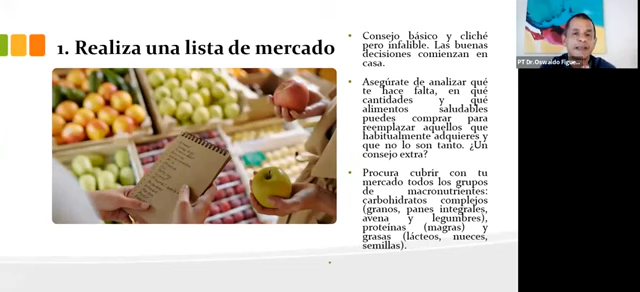 1. Realiza una lista de mercado
Consejo básico y cliché
pero infalible. Las buenas
decisiones comienzan en
casa.
Asegúrate de analizar qué
te hace falta, en qué
cantidades y qué
alimentos saludables
puedes comprar para
reemplazar aquellos que
habitualmente adquieres y
que no lo son tanto. ¿Un
consejo extra?
Procura cubrir con tu
mercado todos los grupos
de macronutrientes:
carbohidratos complejos
(granos, panes integrales,
avena y legumbres),
proteínas (magras) y
grasas (lácteos, nueces,
semillas).
PT Dr.Oswaldo Figue...